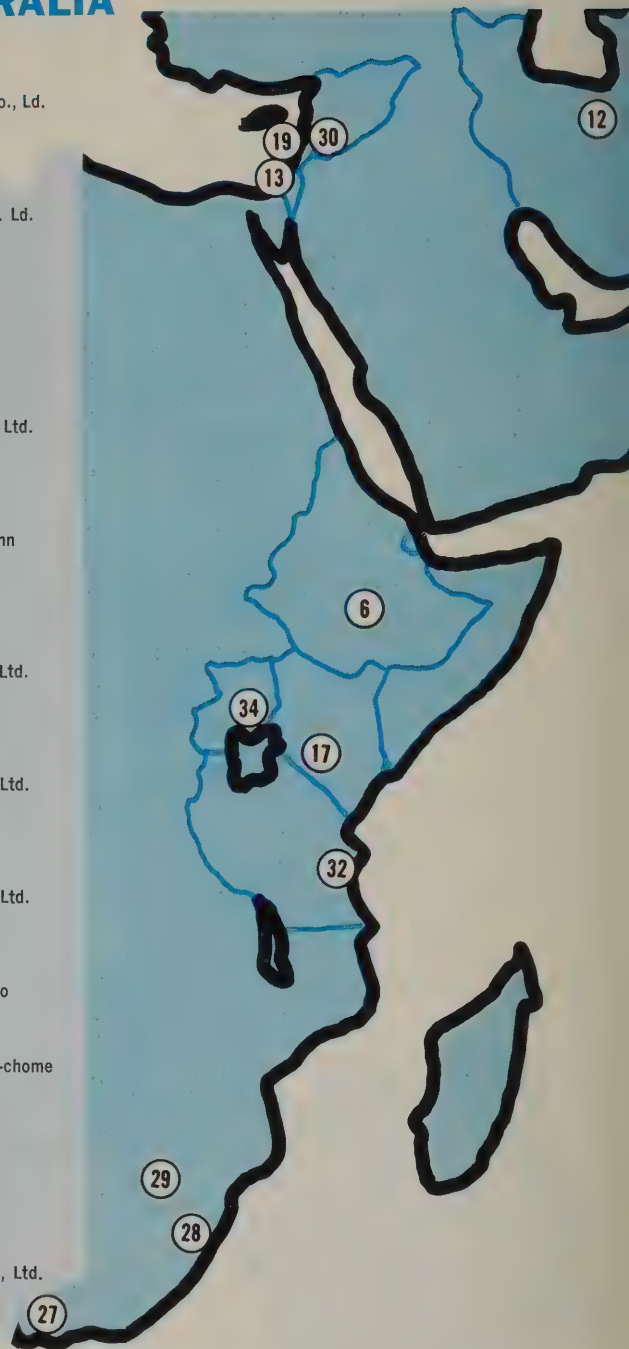 RALIA
o., Ld.
. Ld.
Ltd.
nn
Ltd.
Ltd.
Ltd.
o
-chome
, Ltd.
12
19 30
13
6
34
17
32
29
28
27